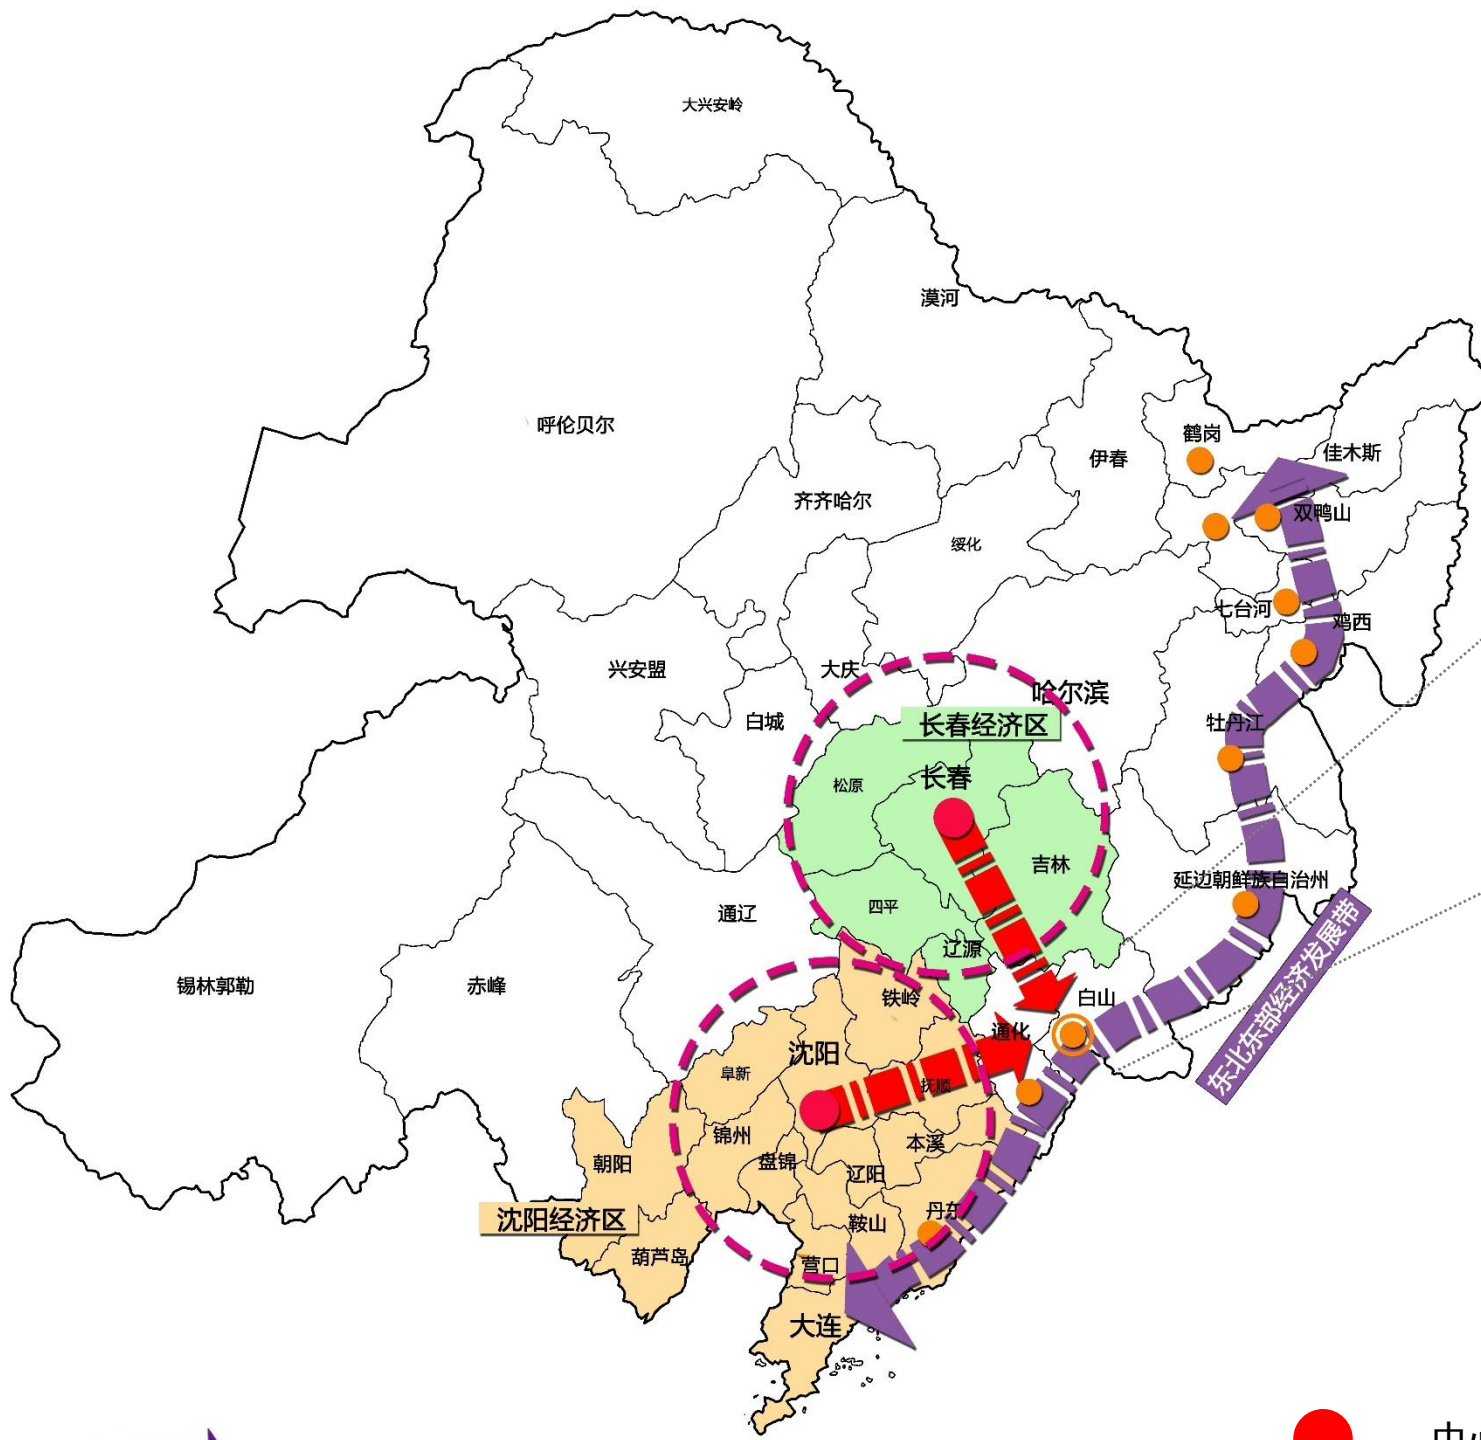 大兴安岭
漠河
呼伦贝尔
鹤岗
佳木斯
伊春
齐齐哈尔
双鸭山
绥化
七台河
鸡西
兴安盟
大庆
哈尔滨
白城
牡丹江
长春经济区
长春
松原
吉林
延边朝鲜族自治州
四平
通辽
辽源
锡林郭勒
赤峰
铁岭
白山
通化
东北东部经济发展带
沈阳
阜新
抚顺
锦州
本溪
朝阳
盘锦
辽阳
丹东
沈阳经济区
鞍山
葫芦岛
营口
大连